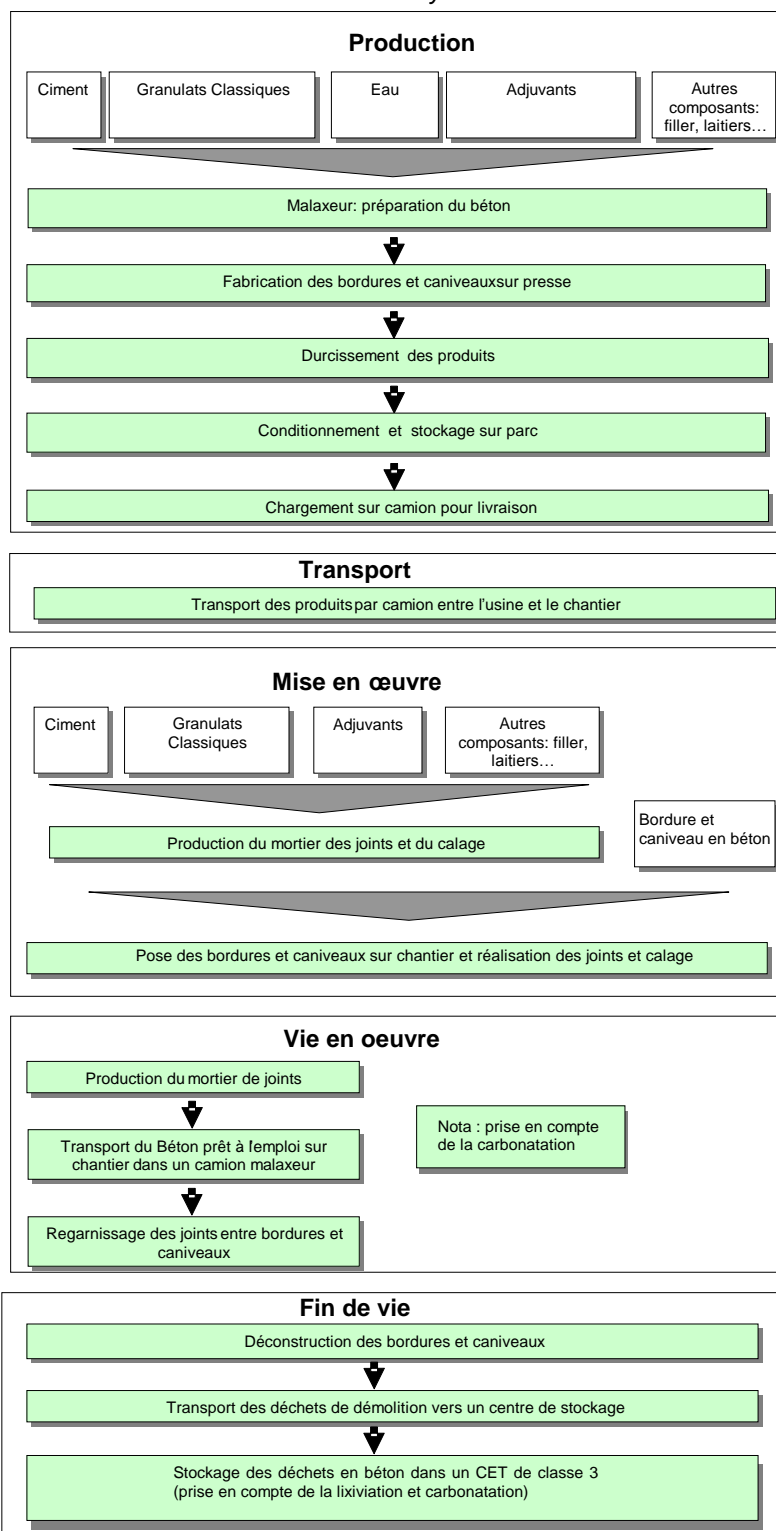 Production
Ciment
Granulats Classiques
Eau
Adjuvants
Autres
composants:
filler, laitiers…
Malaxeur: préparation du béton
Fabrication des bordures et caniveauxsur presse
Durcissement des produits
Conditionnement et stockage sur parc
Chargement sur camion pour livraison
Transport
Transport des produitspar camion entre l'usine et le chantier
Mise en œuvre
Ciment
Granulats
Classiques
Adjuvants
Autres
composants: filler,
laitiers…
Production du mortier des joints et du calage
Bordure et
caniveau en béton
Pose des bordures et caniveaux sur chantier et réalisation des joints et calage
Vie en oeuvre
Production du mortier de joints
Transport du Béton prêt à l'emploi sur
chantier dans un camion malaxeur
Regarnissage des joints entre bordures et
caniveaux
Nota : prise en compte
de la carbonatation
Fin de vie
Déconstruction des bordures et caniveaux
Transport des déchets de démolition vers un centre de stockage
Stockage des déchets en béton dans un CET de classe 3
(prise en compte de la lixiviation et carbonatation)